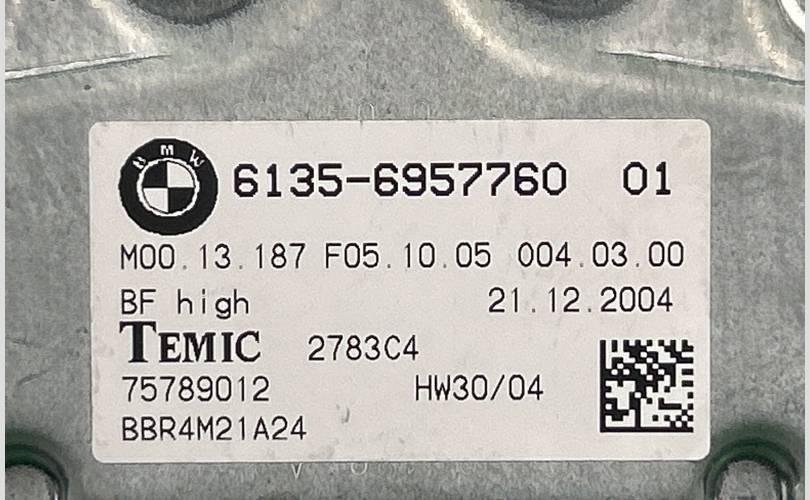 BMW
6135-6957760 01
M00.13.187 F05.10.05 004.03.00
BF high 21.12.2004
TEMIC 2783C4
75789012 HW30/04
BBR4M21A24